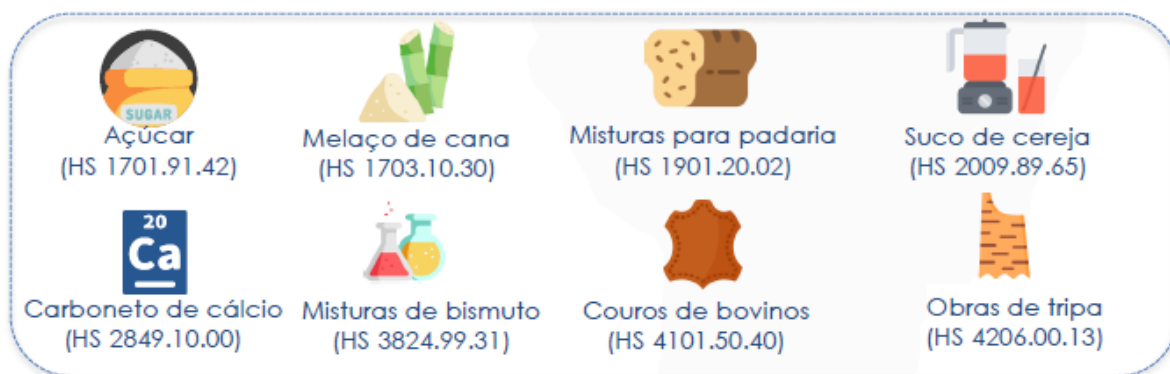 SUGAR
Açúcar
(HS 1701.91.42)
Melaço de cana
(HS 1703.10.30)
Misturas para padaria
(HS 1901.20.02)
Suco de cereja
(HS 2009.89.65)
20
Ca
Carboneto de cálcio
(HS 2849.10.00)
Misturas de bismuto
(HS 3824.99.31)
Couros de bovinos
(HS 4101.50.40)
Obras de tripa
(HS 4206.00.13)